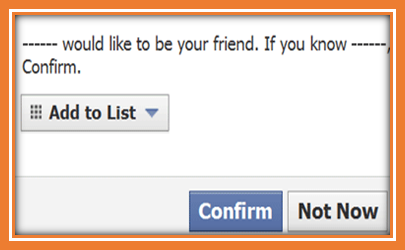 ------ would like to be your friend. If you know ------,
Confirm.
Add to List
Confirm Not Now